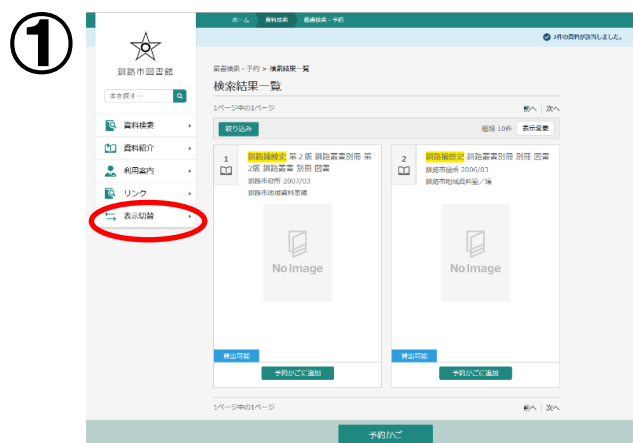 ①
ホーム 資料検索 蔵書検索・予約
2件の資料が該当しました。
釧路市図書館
本を探す…
資料検索
資料紹介
利用案内
リンク
表示切替
蔵書検索・予約 > 検索結果一覧
検索結果一覧
1ページ中の1ページ
前へ 次へ
絞り込み
種類 10件 表示変更
1
釧路捕鯨史 第2版 釧路叢書別冊 第
2版 釧路叢書 別冊 図書
釧路市役所 2007/03
釧路市地域資料室編
No Image
貸出可能
予約かごに追加
2
釧路捕鯨史 釧路叢書別冊 別冊 図書
釧路市役所 2006/03
釧路市地域資料室/編
No Image
貸出可能
予約かごに追加
1ページ中の1ページ
前へ 次へ
予約かご